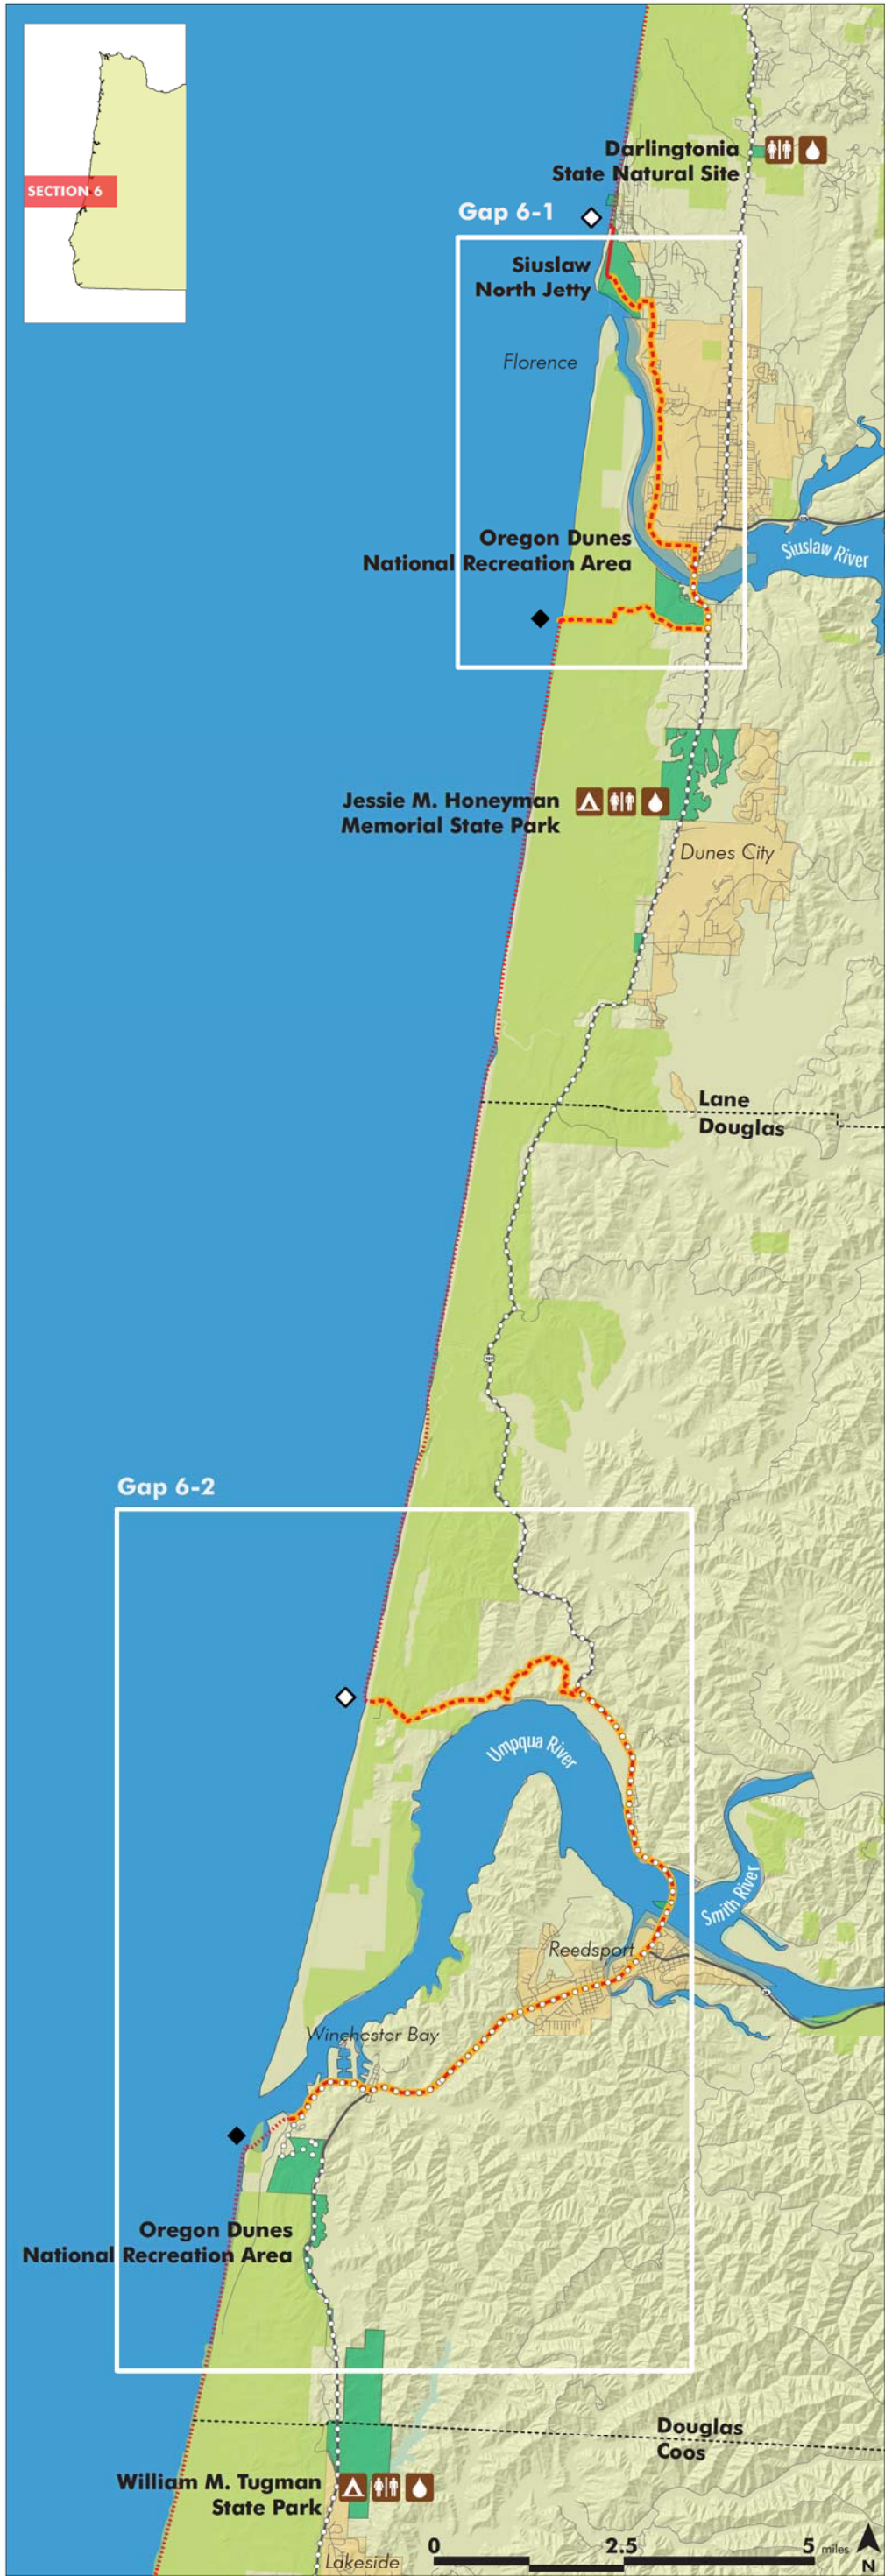 SECTION 6
Darlingtonia
State Natural Site
Gap 6-1
Siuslaw
North Jetty
Florence
Oregon Dunes
National Recreation Area
Siuslaw River
Jessie M. Honeyman
Memorial State Park
Dunes City
Lane
Douglas
101
Gap 6-2
Umpqua River
Smith River
Reedsport
Winchester Bay
Oregon Dunes
National Recreation Area
Douglas
Coos
William M. Tugman
State Park
Lakeside
0 2.5 5 miles
N